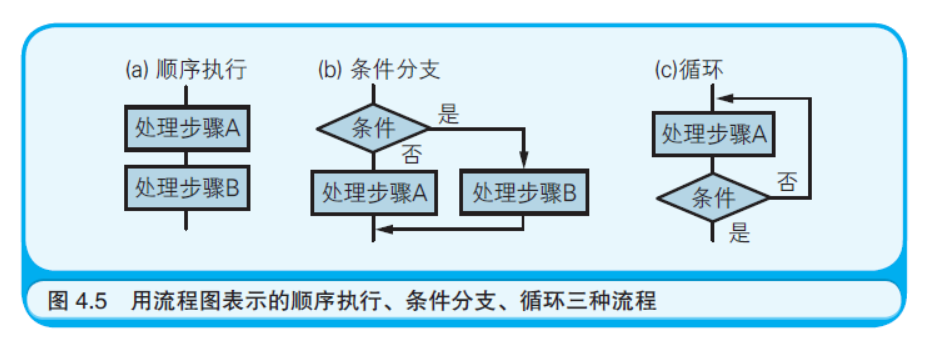 (a) 顺序执行
处理步骤A
处理步骤B
(b) 条件分支
条件
是
否
处理步骤A
处理步骤B
(c)循环
处理步骤A
条件
否
是
图 4.5 用流程图表示的顺序执行、条件分支、循环三种流程